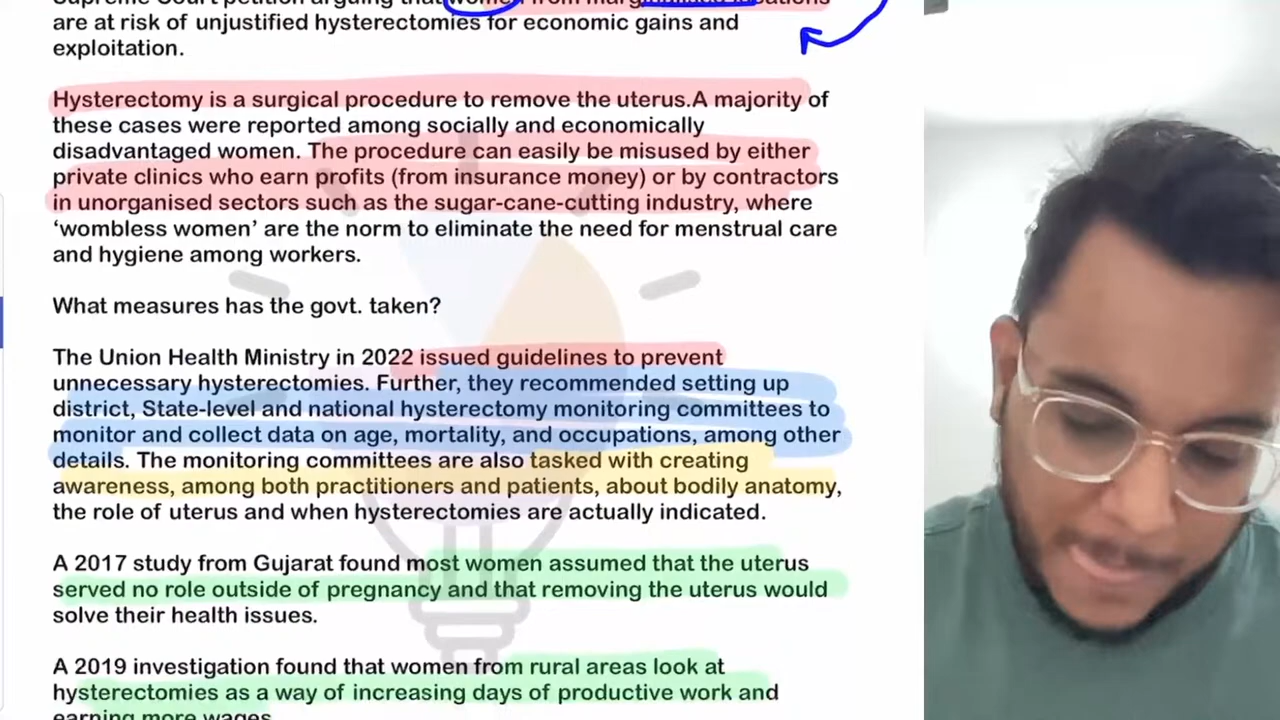 Supreme Court petition arguing that women from marginalised locations
are at risk of unjustified hysterectomies for economic gains and
exploitation.
Hysterectomy is a surgical procedure to remove the uterus.A majority of
these cases were reported among socially and economically
disadvantaged women. The procedure can easily be misused by either
private clinics who earn profits (from insurance money) or by contractors
in unorganised sectors such as the sugar-cane-cutting industry, where
‘wombless women’ are the norm to eliminate the need for menstrual care
and hygiene among workers.
What measures has the govt. taken?
The Union Health Ministry in 2022 issued guidelines to prevent
unnecessary hysterectomies. Further, they recommended setting up
district, State-level and national hysterectomy monitoring committees to
monitor and collect data on age, mortality, and occupations, among other
details. The monitoring committees are also tasked with creating
awareness, among both practitioners and patients, about bodily anatomy,
the role of uterus and when hysterectomies are actually indicated.
A 2017 study from Gujarat found most women assumed that the uterus
served no role outside of pregnancy and that removing the uterus would
solve their health issues.
A 2019 investigation found that women from rural areas look at
hysterectomies as a way of increasing days of productive work and
earning more wages